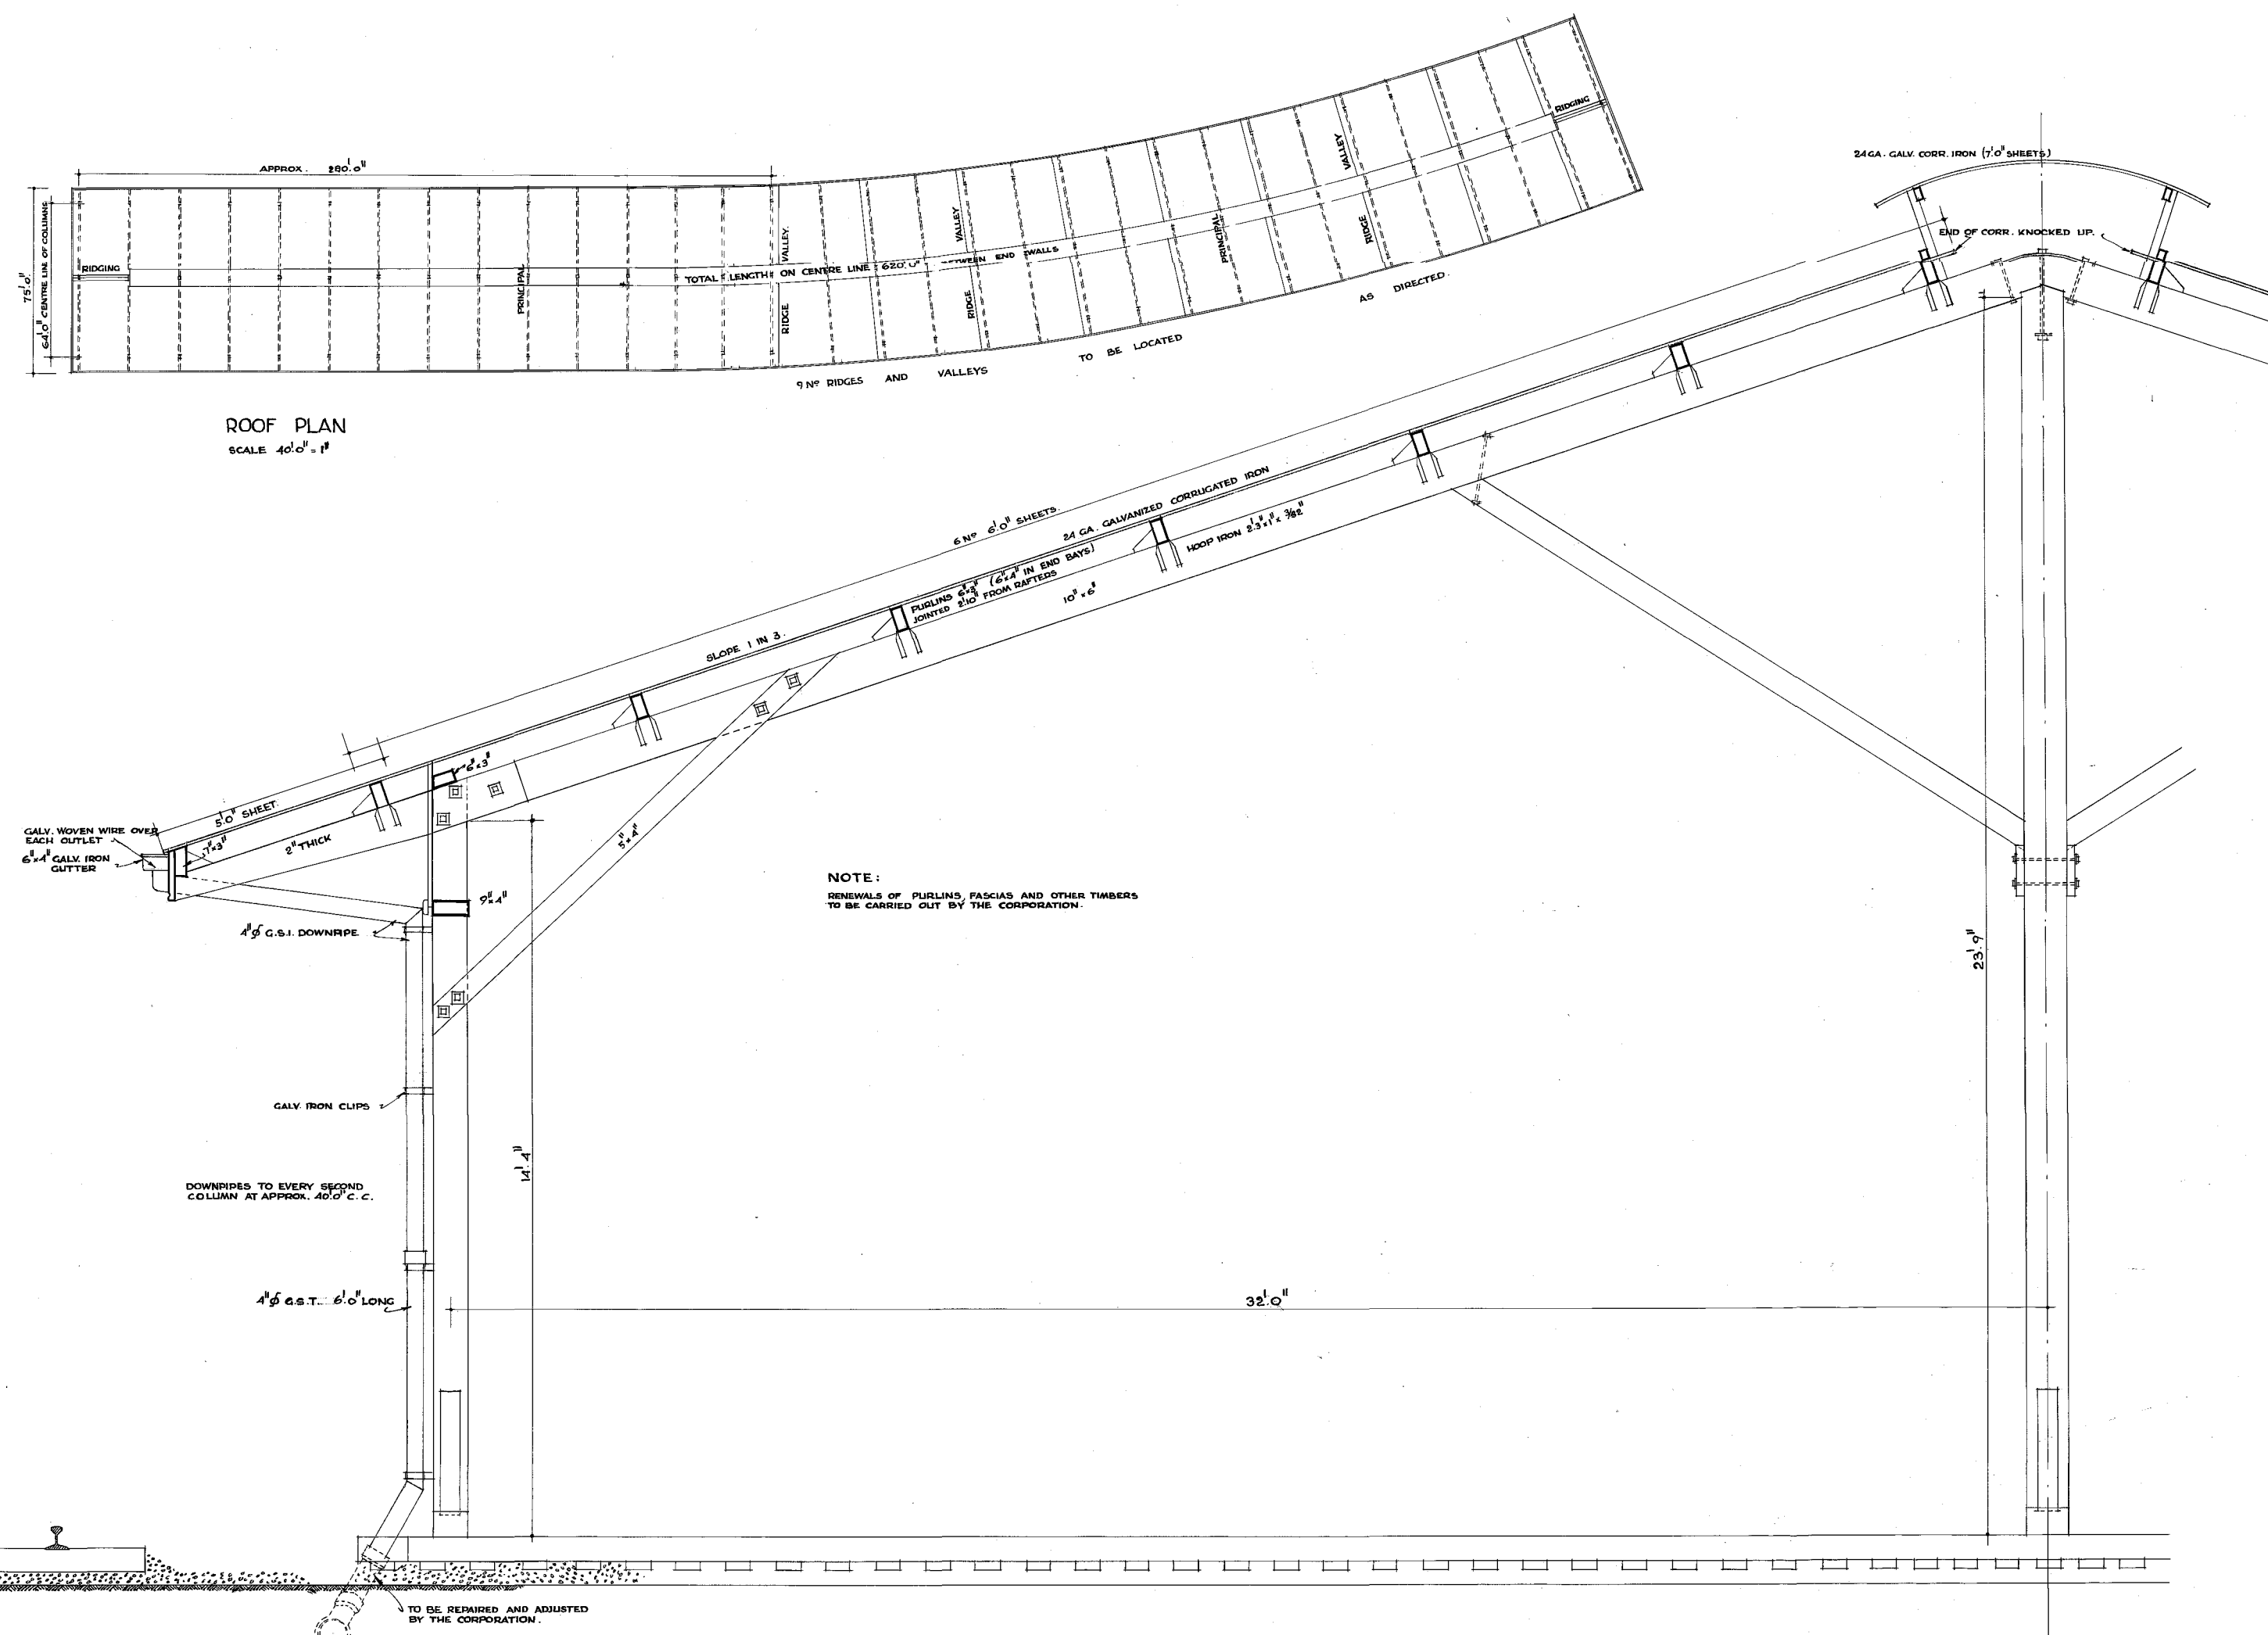 APPROX. 280'.0"
75'.0"
64'.0" CENTRE LINE OF COLUMNS
RIDGING
PRINCIPAL
VALLEY.
RIDGE
VALLEY
RIDGE
TOTAL LENGTH ON CENTRE LINE 620'.0" BETWEEN END WALLS
PRINCIPAL
VALLEY
RIDGE
RIDGING
9 Nº RIDGES AND VALLEYS TO BE LOCATED AS DIRECTED.
ROOF PLAN
SCALE 40'.0" = 1"
24 GA. GALV. CORR. IRON (7'.0" SHEETS)
END OF CORR. KNOCKED UP.
6 Nº 6'.0" SHEETS.
24 GA. GALVANIZED CORRUGATED IRON
HOOP IRON 2'.3"x1"x 3/32"
PURLINS 6"x3" (6"x4" IN END BAYS)
JOINTED 2'.10" FROM RAFTERS
10"x6"
SLOPE 1 IN 3.
6"x3"
5'.0" SHEET.
GALV. WOVEN WIRE OVER
EACH OUTLET
6"x4" GALV. IRON
GUTTER
7"x3"
2" THICK
5"x4"
9"x4"
4"ϕ G.S.I. DOWNPIPE
NOTE:
RENEWALS OF PURLINS, FASCIAS AND OTHER TIMBERS
TO BE CARRIED OUT BY THE CORPORATION.
23'.9"
GALV. IRON CLIPS
14'.4"
DOWNPIPES TO EVERY SECOND
COLUMN AT APPROX. 40'.0" C.C.
4"ϕ G.S.T. 6'.0" LONG
32'.0"
TO BE REPAIRED AND ADJUSTED
BY THE CORPORATION.